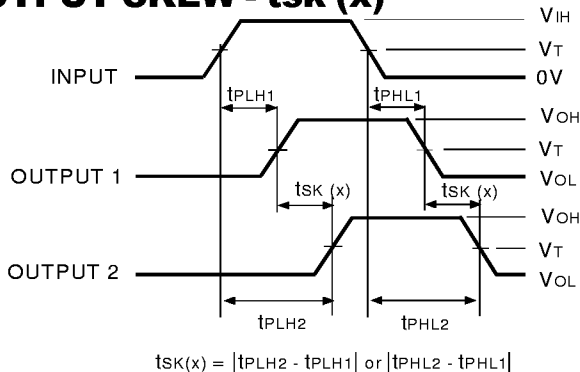 TPUT SKEW - tsk (x)
VIH
VT
INPUT
0V
tPLH1
tPHL1
VOH
VT
OUTPUT 1
VOL
tSK (x)
tSK (x)
VOH
VT
OUTPUT 2
VOL
tPLH2
tPHL2
tSK(x) = |tPLH2 - tPLH1| or |tPHL2 - tPHL1|